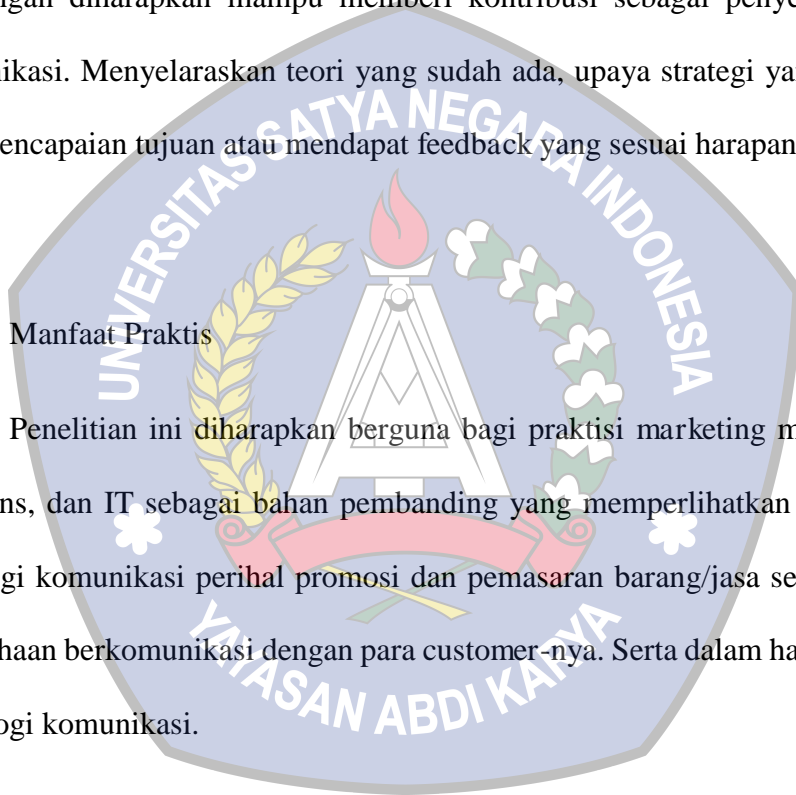 ngan diharapkan mampu memberi kontribusi sebagai penye
nikasi. Menyelaraskan teori yang sudah ada, upaya strategi yan
encapaian tujuan atau mendapat feedback yang sesuai harapan
Manfaat Praktis
Penelitian ini diharapkan berguna bagi praktisi marketing m
ns, dan IT sebagai bahan pembanding yang memperlihatkan
gi komunikasi perihal promosi dan pemasaran barang/jasa se
haan berkomunikasi dengan para customer-nya. Serta dalam ha
ogi komunikasi.
UNIVERSITAS SATYA NEGARA INDONESIA
YAYASAN ABDI KARYA